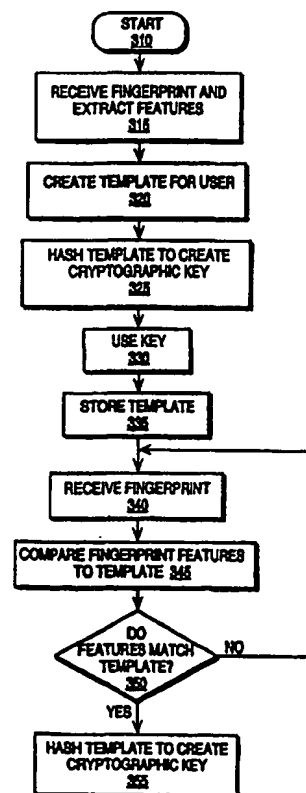 START
310
RECEIVE FINGERPRINT AND
EXTRACT FEATURES
315
CREATE TEMPLATE FOR USER
320
HASH TEMPLATE TO CREATE
CRYPTOGRAPHIC KEY
325
USE KEY
330
STORE TEMPLATE
335
RECEIVE FINGERPRINT
340
COMPARE FINGERPRINT FEATURES
TO TEMPLATE 345
DO
FEATURES MATCH
TEMPLATE?
350
NO
YES
HASH TEMPLATE TO CREATE
CRYPTOGRAPHIC KEY
355